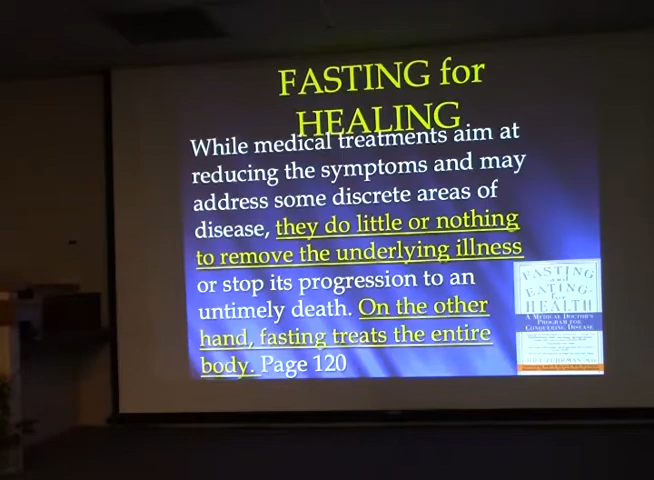 FASTING for
HEALING
While medical treatments aim at
reducing the symptoms and may
address some discrete areas of
disease, they do little or nothing
to remove the underlying illness
or stop its progression to an
untimely death. On the other
hand, fasting treats the entire
body. Page 120
FASTING
and
EATING
for
HEALTH
A MEDICAL DOCTOR'S
PROGRAM FOR
CONQUERING DISEASE